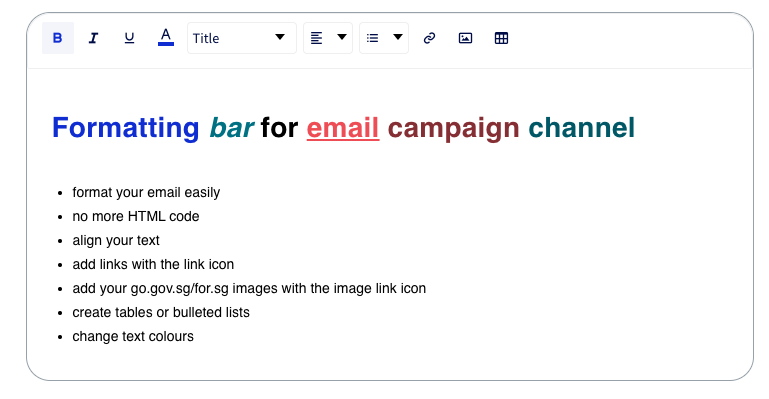 B I U A Title
Formatting bar for email campaign channel
format your email easily
no more HTML code
align your text
add links with the link icon
add your go.gov.sg/for.sg images with the image link icon
create tables or bulleted lists
change text colours